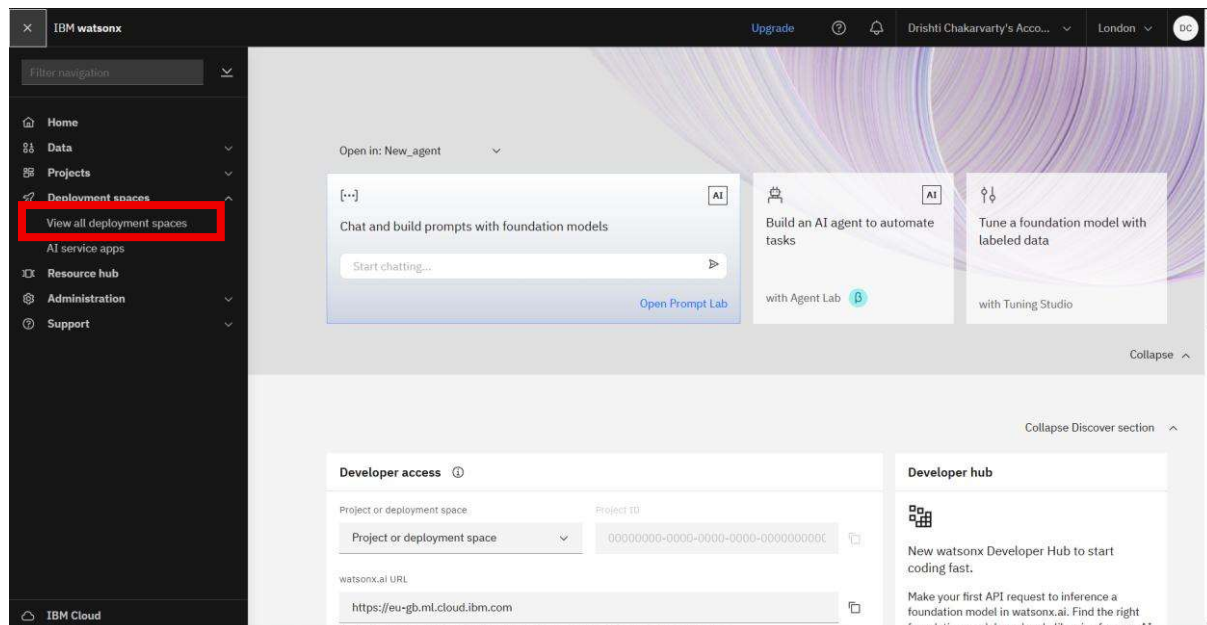 IBM watsonx
Upgrade
Drishti Chakarvarty's Acco...
London
DC
Filter navigation
Home
Data
Projects
Deployment spaces
View all deployment spaces
AI service apps
Resource hub
Administration
Support
IBM Cloud
Open in: New_agent
[...]
AI
Chat and build prompts with foundation models
Start chatting...
Open Prompt Lab
AI
Build an AI agent to automate
tasks
with Agent Lab β
Tune a foundation model with
labeled data
with Tuning Studio
Collapse
Collapse Discover section
Developer access
Project or deployment space
Project ID
Project or deployment space
watsonx.ai URL
https://eu-gb.ml.cloud.ibm.com
Developer hub
New watsonx Developer Hub to start
coding fast.
Make your first API request to inference a
foundation model in watsonx.ai. Find the right